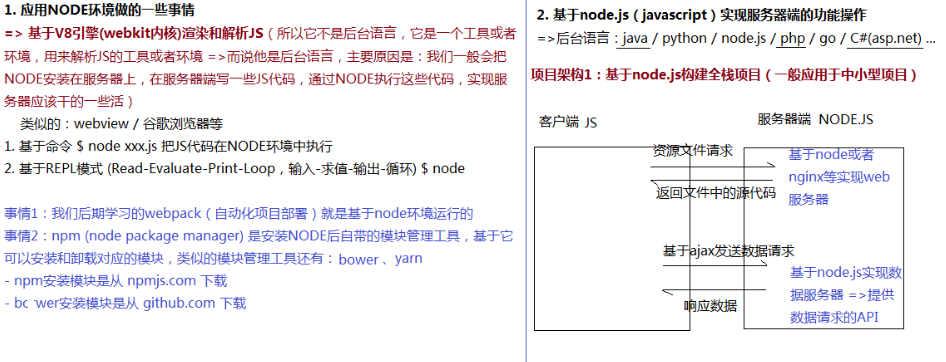 1. 应用NODE环境做的一些事情
=> 基于V8引擎(webkit内核)渲染和解析JS（所以它不是后台语言，它是一个工具或者
环境，用来解析JS的工具或者环境 =>而说他是后台语言，主要原因是：我们一般会把
NODE安装在服务器上，在服务器端写一些JS代码，通过NODE执行这些代码，实现服
务器应该干的一些活）
类似的：webview / 谷歌浏览器等
1. 基于命令 $ node xxx.js 把JS代码在NODE环境中执行
2. 基于REPL模式 (Read-Evaluate-Print-Loop，输入-求值-输出-循环) $ node
事情1：我们后期学习的webpack（自动化项目部署）就是基于node环境运行的
事情2：npm (node package manager) 是安装NODE后自带的模块管理工具，基于它
可以安装和卸载对应的模块，类似的模块管理工具还有：bower 、yarn
- npm安装模块是从 npmjs.com 下载
- bc wer安装模块是从 github.com 下载
2. 基于node.js（javascript）实现服务器端的功能操作
=>后台语言：java / python / node.js / php / go / C#(asp.net) ...
项目架构1：基于node.js构建全栈项目（一般应用于中小型项目）
客户端 JS
服务器端 NODE.JS
资源文件请求
返回文件中的源代码
基于node或者
nginx等实现web
服务器
基于ajax发送数据请求
响应数据
基于node.js实现数
据服务器 =>提供
数据请求的API